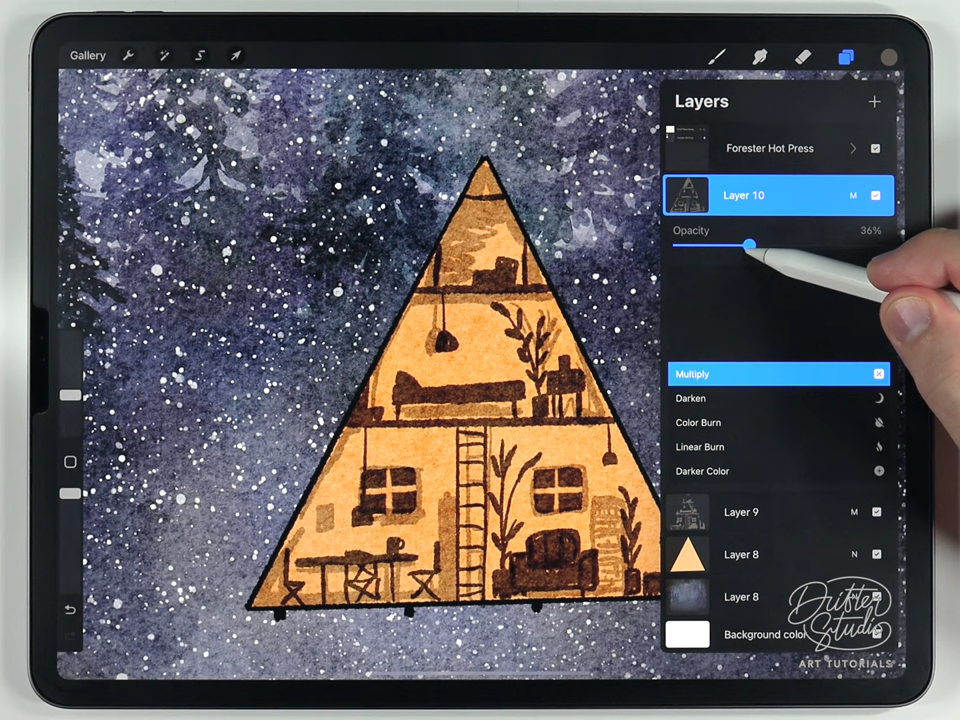 Gallery
Layers
Forester Hot Press
Layer 10 M
Opacity 36%
Multiply
Darken
Color Burn
Linear Burn
Darker Color
Layer 9 M
Layer 8 N
Layer 8
Background color
Drifter
Studio
ART TUTORIALS